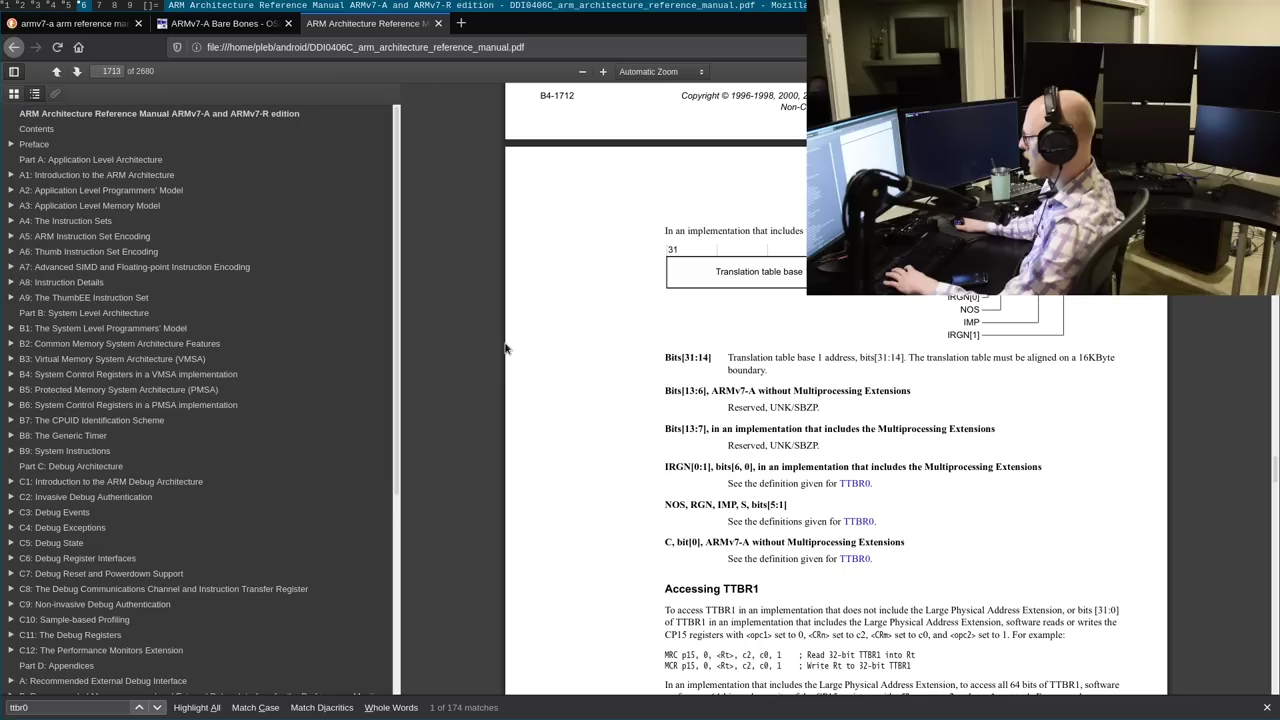 1 2 3 4 5 6 7 8 9 []= ARM Architecture Reference Manual ARMv7-A and ARMv7-R edition - DDI0406C_arm_architecture_reference_manual.pdf - Mozilla
armv7-a arm reference ma
ARMv7-A Bare Bones - OS
ARM Architecture Reference M
file:///home/pleb/android/DDI0406C_arm_architecture_reference_manual.pdf
1713 of 2680
Automatic Zoom
ARM Architecture Reference Manual ARMv7-A and ARMv7-R edition
Contents
Preface
Part A: Application Level Architecture
A1: Introduction to the ARM Architecture
A2: Application Level Programmers' Model
A3: Application Level Memory Model
A4: The Instruction Sets
A5: ARM Instruction Set Encoding
A6: Thumb Instruction Set Encoding
A7: Advanced SIMD and Floating-point Instruction Encoding
A8: Instruction Details
A9: The ThumbEE Instruction Set
Part B: System Level Architecture
B1: The System Level Programmers' Model
B2: Common Memory System Architecture Features
B3: Virtual Memory System Architecture (VMSA)
B4: System Control Registers in a VMSA implementation
B5: Protected Memory System Architecture (PMSA)
B6: System Control Registers in a PMSA implementation
B7: The CPUID Identification Scheme
B8: The Generic Timer
B9: System Instructions
Part C: Debug Architecture
C1: Introduction to the ARM Debug Architecture
C2: Invasive Debug Authentication
C3: Debug Events
C4: Debug Exceptions
C5: Debug State
C6: Debug Register Interfaces
C7: Debug Reset and Powerdown Support
C8: The Debug Communications Channel and Instruction Transfer Register
C9: Non-invasive Debug Authentication
C10: Sample-based Profiling
C11: The Debug Registers
C12: The Performance Monitors Extension
Part D: Appendices
A: Recommended External Debug Interface
B4-1712
Copyright © 1996-1998, 2000, 2
Non-C
In an implementation that includes
31
Translation table base
IRGN[0]
NOS
IMP
IRGN[1]
Bits[31:14] Translation table base 1 address, bits[31:14]. The translation table must be aligned on a 16KByte
boundary.
Bits[13:6], ARMv7-A without Multiprocessing Extensions
Reserved, UNK/SBZP.
Bits[13:7], in an implementation that includes the Multiprocessing Extensions
Reserved, UNK/SBZP.
IRGN[0:1], bits[6, 0], in an implementation that includes the Multiprocessing Extensions
See the definition given for TTBR0.
NOS, RGN, IMP, S, bits[5:1]
See the definitions given for TTBR0.
C, bit[0], ARMv7-A without Multiprocessing Extensions
See the definition given for TTBR0.
Accessing TTBR1
To access TTBR1 in an implementation that does not include the Large Physical Address Extension, or bits [31:0]
of TTBR1 in an implementation that includes the Large Physical Address Extension, software reads or writes the
CP15 registers with <opc1> set to 0, <CRn> set to c2, <CRm> set to c0, and <opc2> set to 1. For example:
MRC p15, 0, <Rt>, c2, c0, 1 ; Read 32-bit TTBR1 into Rt
MCR p15, 0, <Rt>, c2, c0, 1 ; Write Rt to 32-bit TTBR1
In an implementation that includes the Large Physical Address Extension, to access all 64 bits of TTBR1, software
ttbr0
Highlight All Match Case Match Diacritics Whole Words 1 of 174 matches